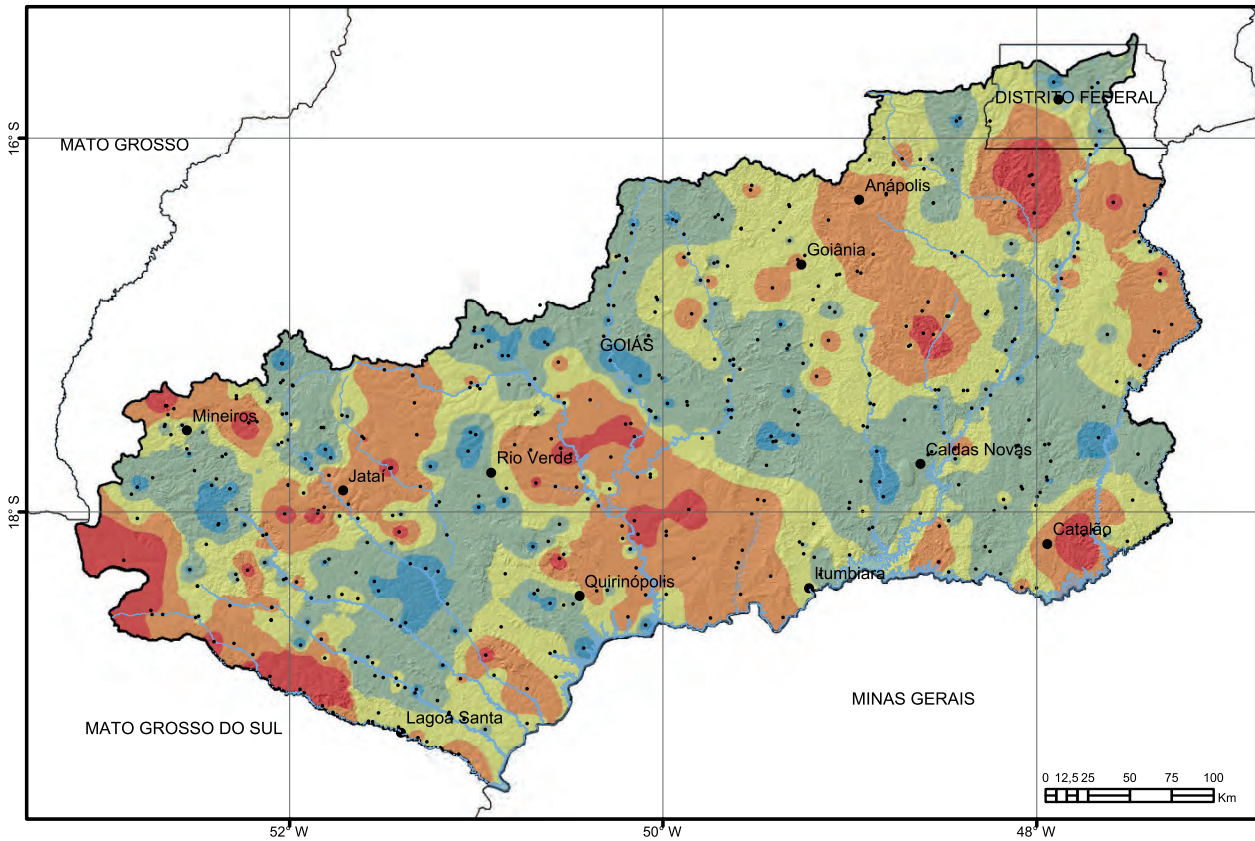 DISTRITO FEDERAL
16° S
MATO GROSSO
Anápolis
Goiânia
GOIÁS
Mineiros
Caldas Novas
Rio Verde
Jataí
18° S
Catalão
Itumbiara
Quirinópolis
MINAS GERAIS
Lagoa Santa
MATO GROSSO DO SUL
0 12,5 25 50 75 100
Km
52° W
50° W
48° W